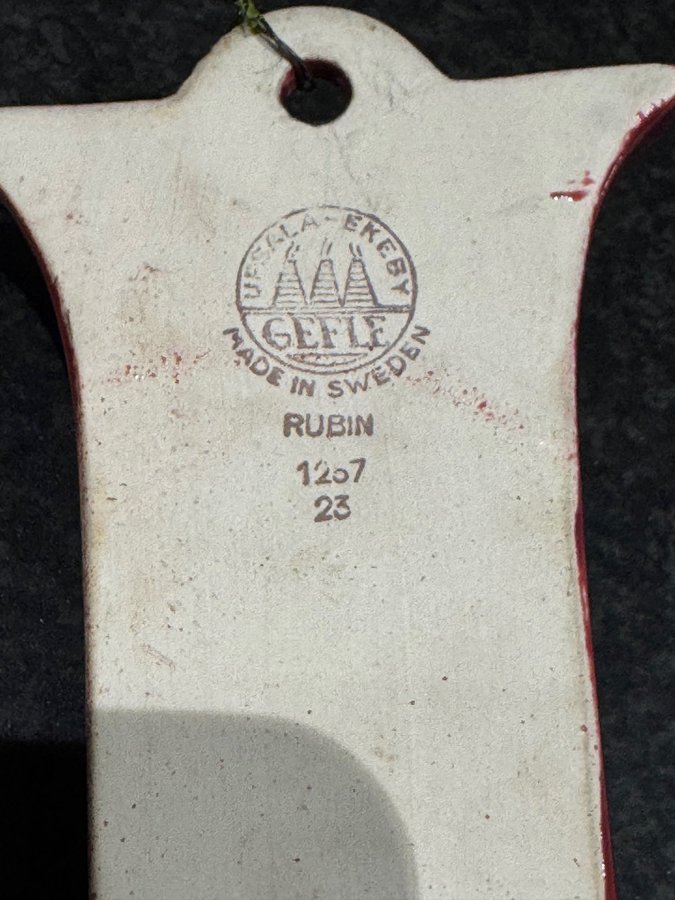 UPSALA-EKEBY
GEFLE
MADE IN SWEDEN
RUBIN
1267
23